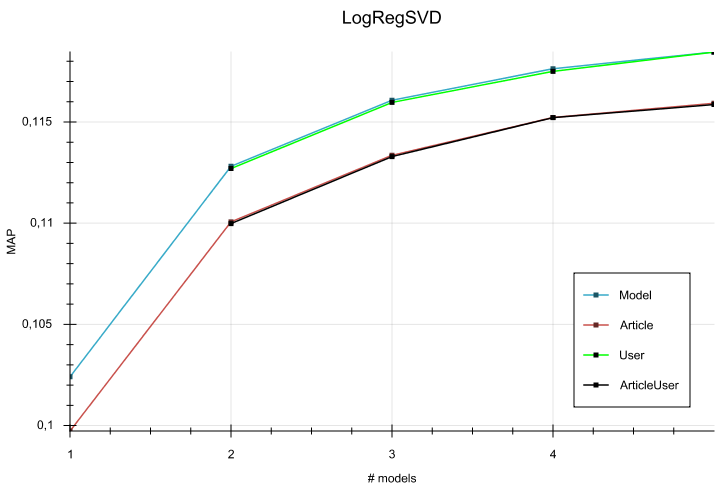 LogRegSVD
0,115
0,11
0,105
0,1
MAP
1 2 3 4
# models
Model
Article
User
ArticleUser